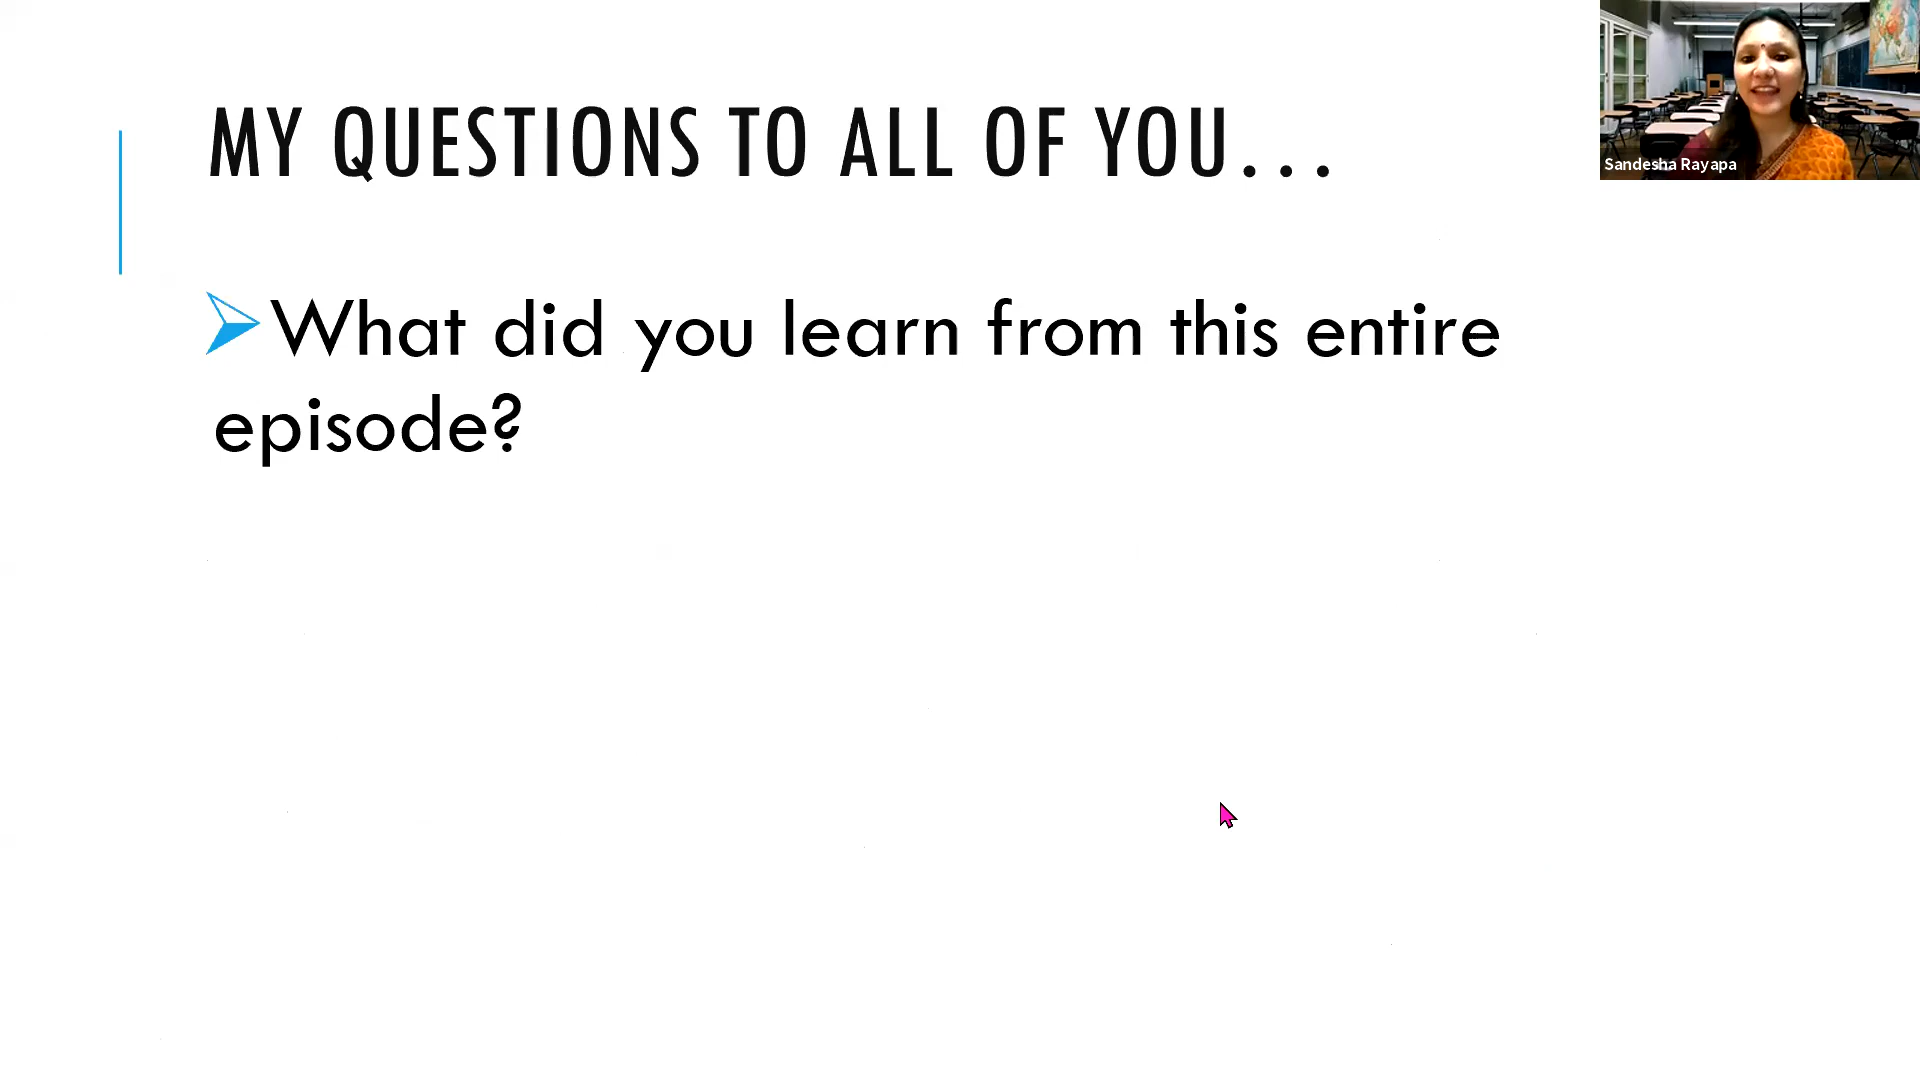 MY QUESTIONS TO ALL OF YOU...
What did you learn from this entire
episode?
Sandesha Rayapa